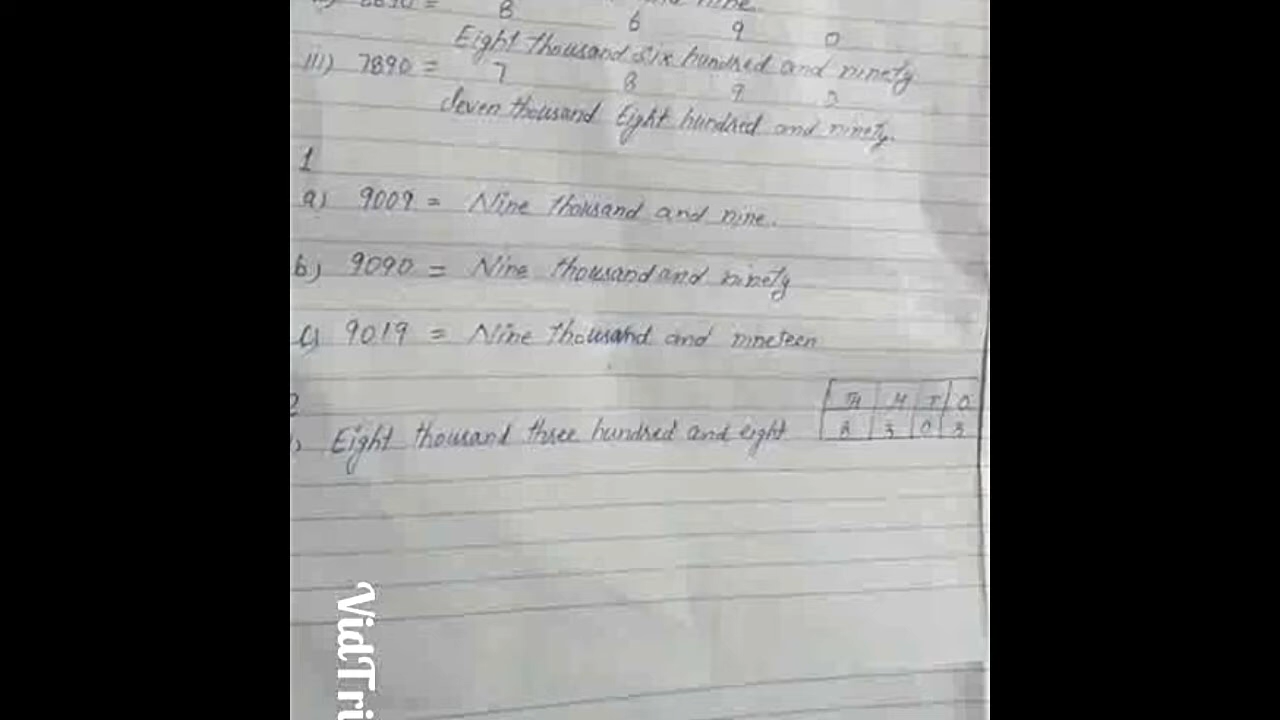 8 6 9 0
Eight thousand six hundred and ninety
iii) 7890 = 7 8 9 0
Seven thousand Eight hundred and ninety.
1
a) 9009 = Nine thousand and nine.
b) 9090 = Nine thousand and ninety
c) 9019 = Nine thousand and nineteen
2
TH H T O
Eight thousand three hundred and eight 8 3 0 8
VidTri